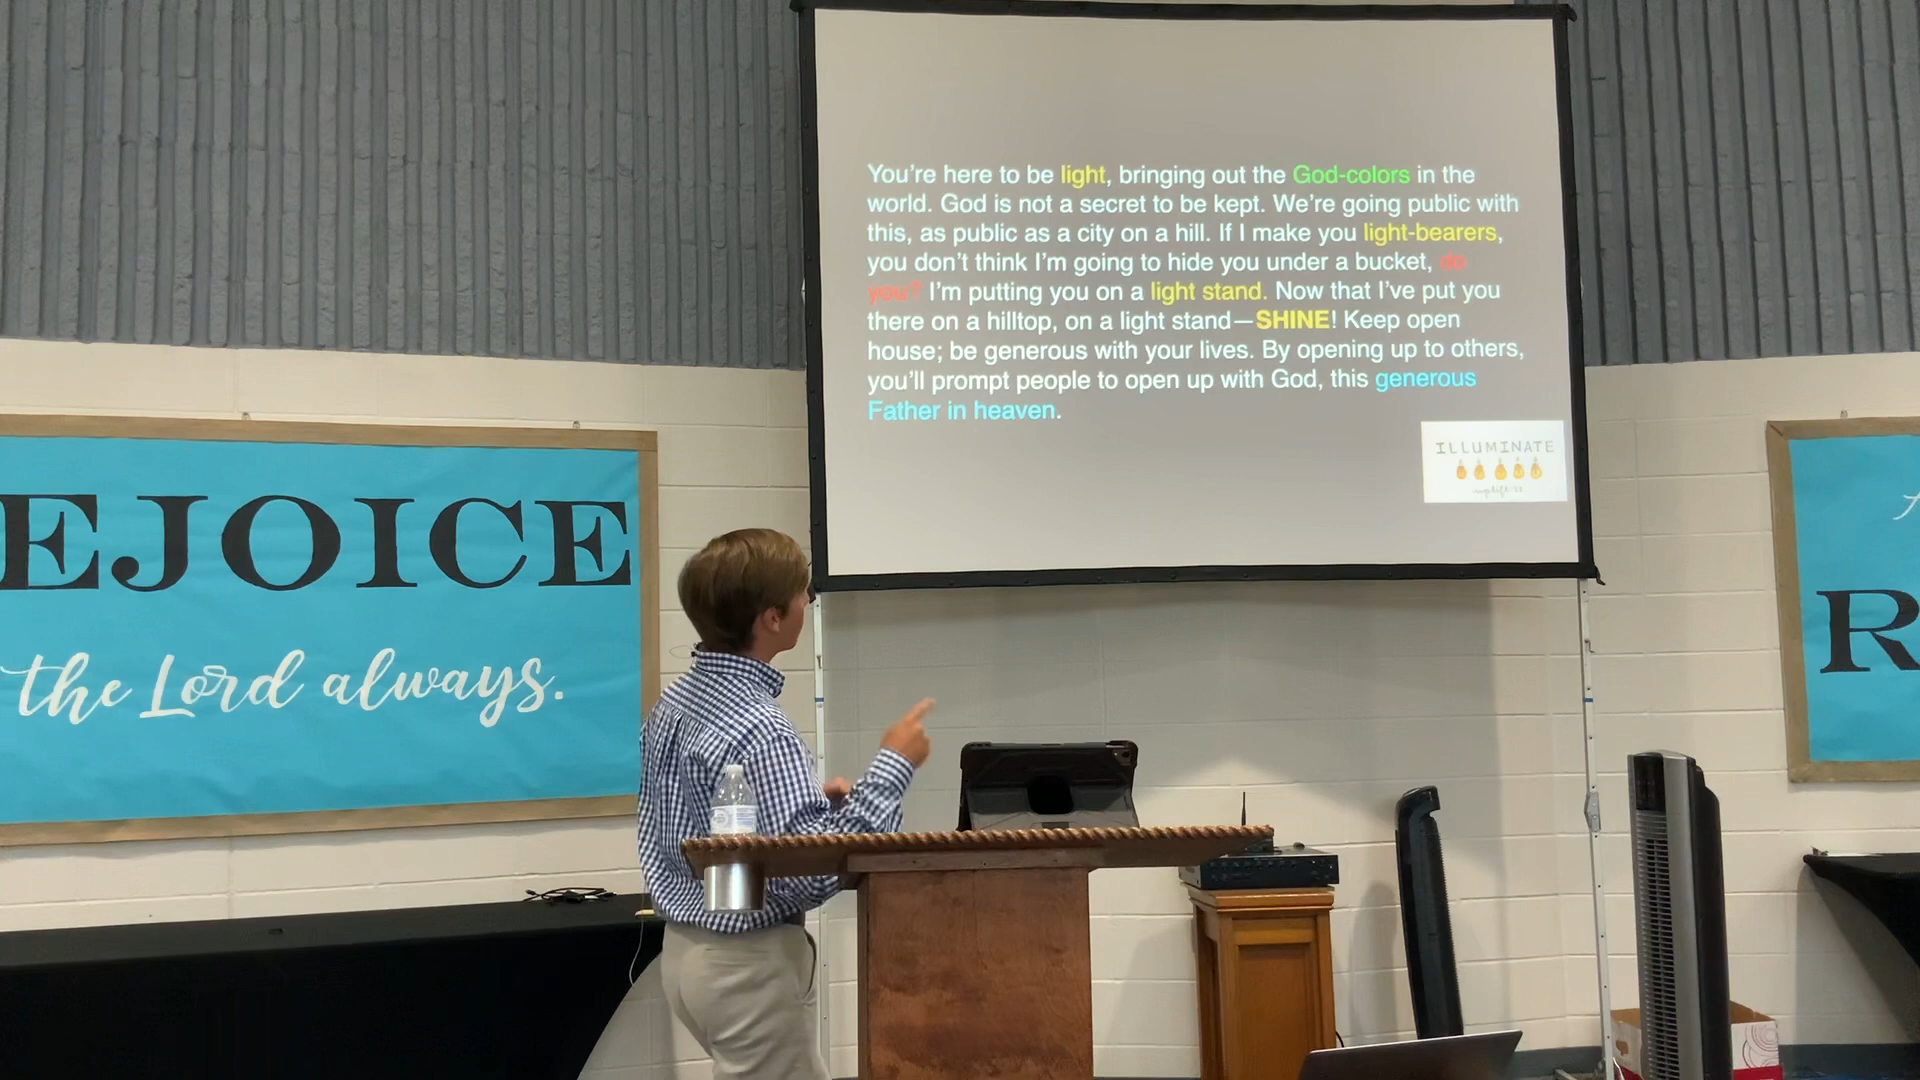 You're here to be light, bringing out the God-colors in the
world. God is not a secret to be kept. We're going public with
this, as public as a city on a hill. If I make you light-bearers,
you don't think I'm going to hide you under a bucket, do
you? I'm putting you on a light stand. Now that I've put you
there on a hilltop, on a light stand—SHINE! Keep open
house; be generous with your lives. By opening up to others,
you'll prompt people to open up with God, this generous
Father in heaven.
ILLUMINATE
EJOICE
the Lord always.
R